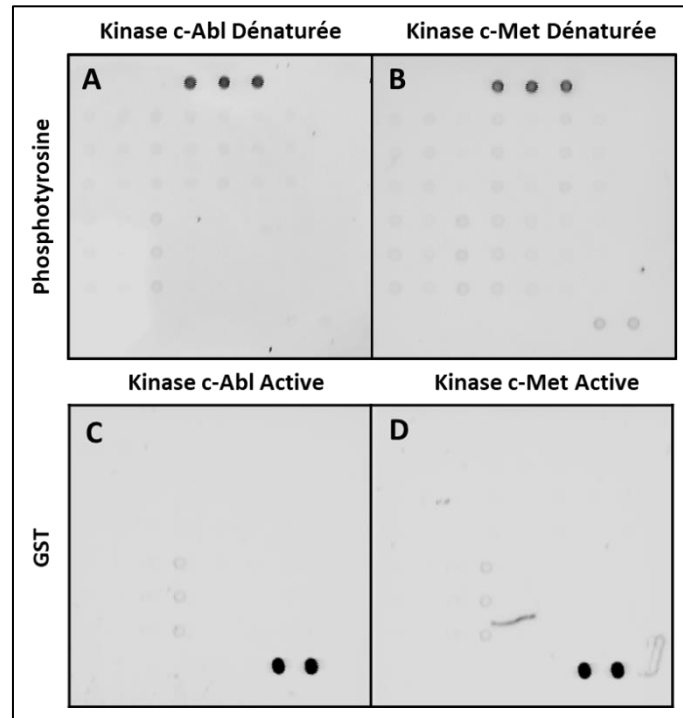 Kinase c-Abl Dénaturée
Kinase c-Met Dénaturée
A
B
Phosphotyrosine
Kinase c-Abl Active
Kinase c-Met Active
C
D
GST